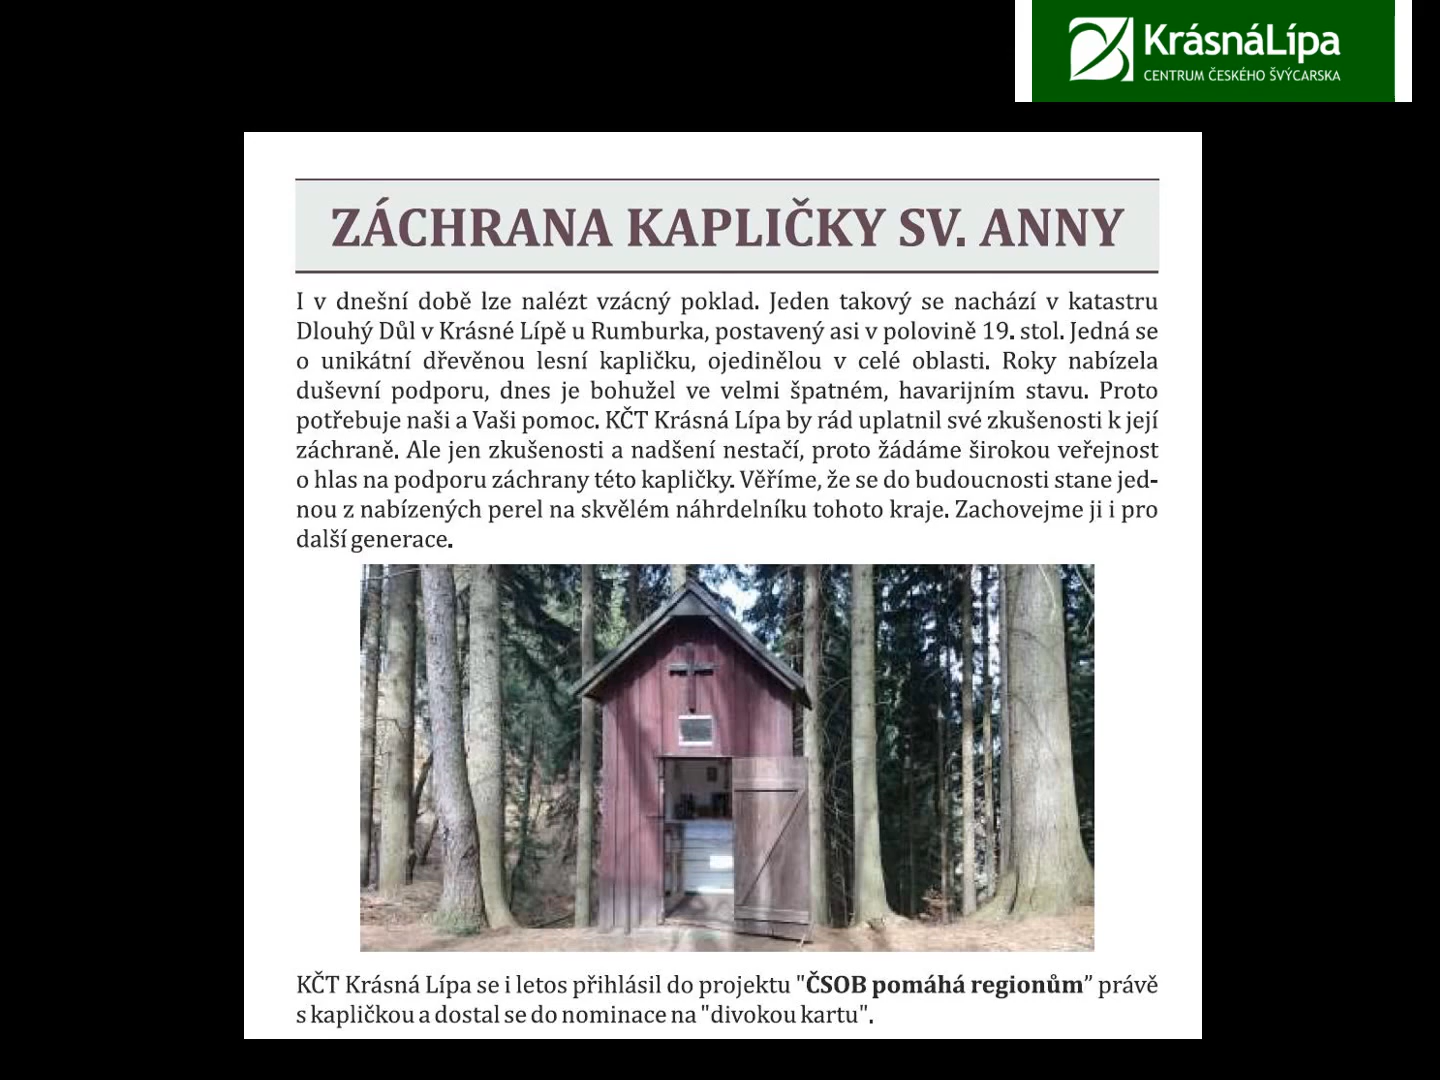 KrásnáLípa
CENTRUM ČESKÉHO ŠVÝCARSKA
ZÁCHRANA KAPLIČKY SV. ANNY
I v dnešní době lze nalézt vzácný poklad. Jeden takový se nachází v katastru
Dlouhý Důl v Krásné Lípě u Rumburka, postavený asi v polovině 19. stol. Jedná se
o unikátní dřevěnou lesní kapličku, ojedinělou v celé oblasti. Roky nabízela
duševní podporu, dnes je bohužel ve velmi špatném, havarijním stavu. Proto
potřebuje naši a Vaši pomoc. KČT Krásná Lípa by rád uplatnil své zkušenosti k její
záchraně. Ale jen zkušenosti a nadšení nestačí, proto žádáme širokou veřejnost
o hlas na podporu záchrany této kapličky. Věříme, že se do budoucnosti stane jed-
nou z nabízených perel na skvělém náhrdelníku tohoto kraje. Zachovejme ji i pro
další generace.
KČT Krásná Lípa se i letos přihlásil do projektu "ČSOB pomáhá regionům” právě
s kapličkou a dostal se do nominace na "divokou kartu".